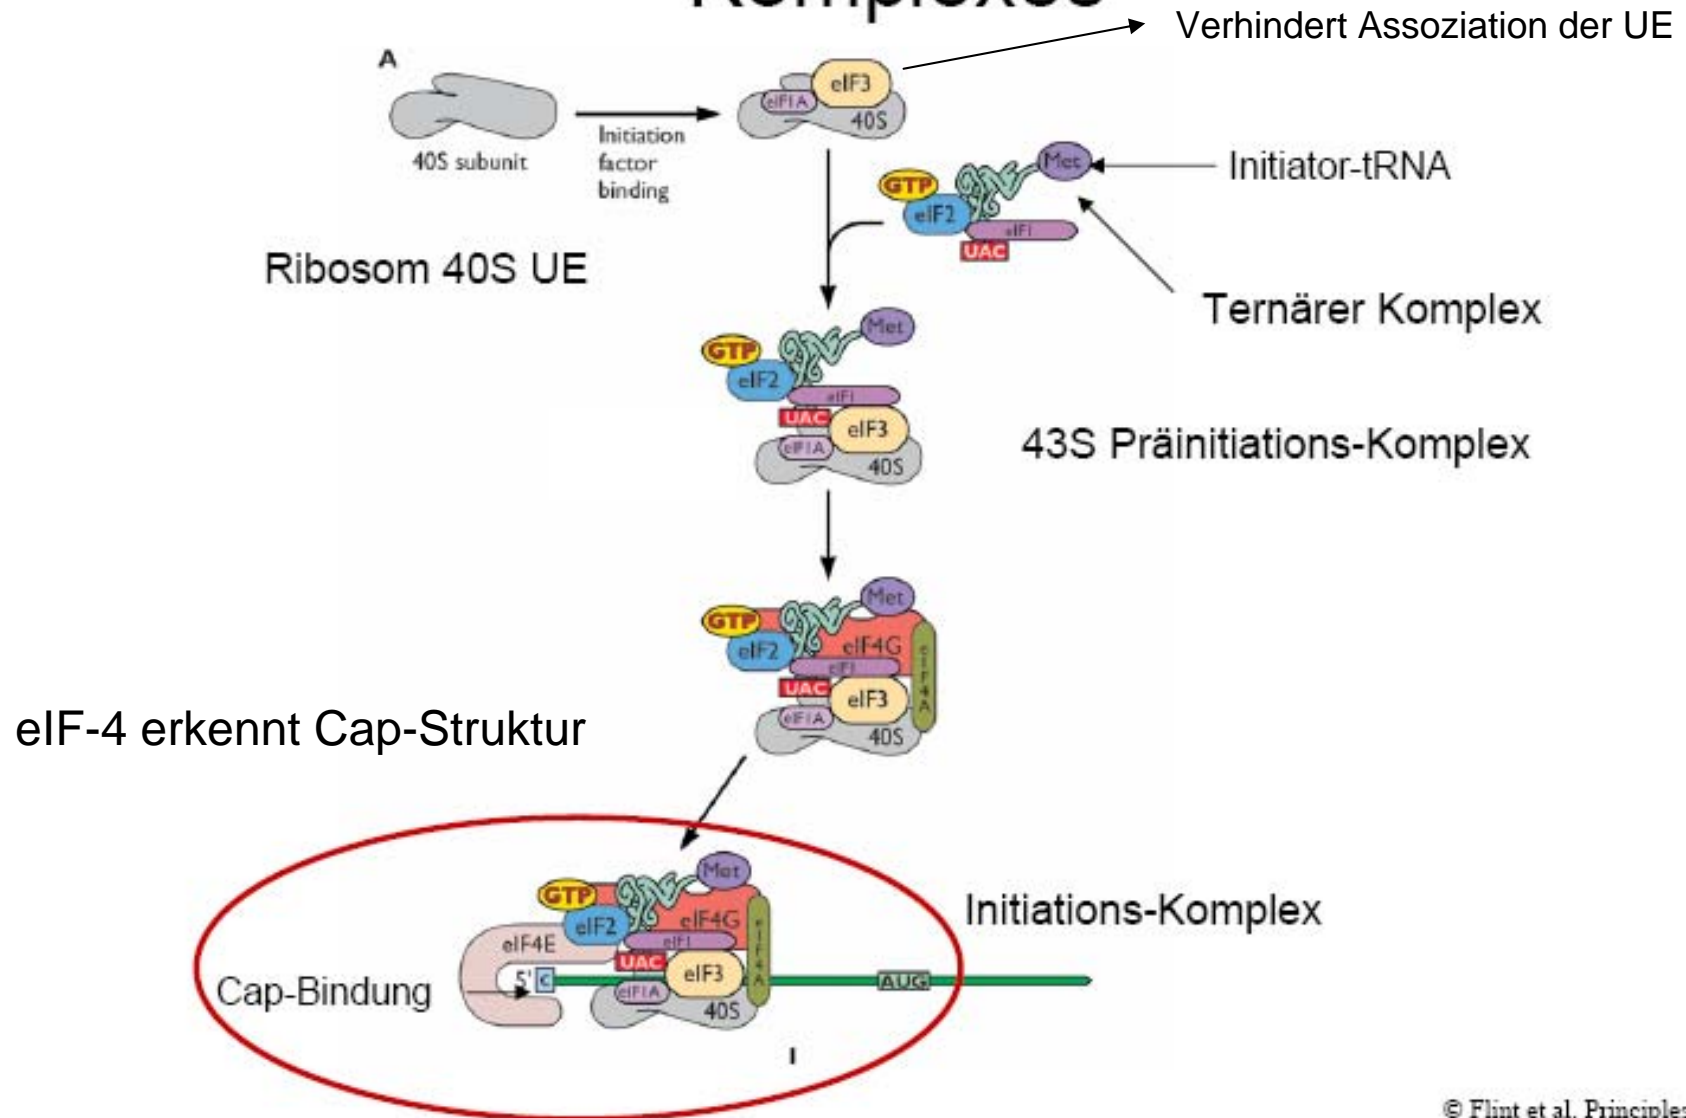 Komplexes
Verhindert Assoziation der UE
A
eIF3
eIF1A
40S
40S subunit
Initiation
factor
binding
Met
Initiator-tRNA
GTP
eIF2
eIF1
UAC
Ribosom 40S UE
Ternärer Komplex
Met
GTP
eIF2
eIF1
UAC
eIF3
eIF1A
40S
43S Präinitiations-Komplex
Met
GTP
eIF4G
eIF2
eIF1
eIF4A
UAC
eIF3
eIF1A
40S
eIF-4 erkennt Cap-Struktur
Met
GTP
eIF4G
eIF2
eIF4E
eIF1
eIF4A
UAC
eIF3
Initiations-Komplex
5' C
AUG
Cap-Bindung
eIF1A
40S
I
© Flint et al. Principles